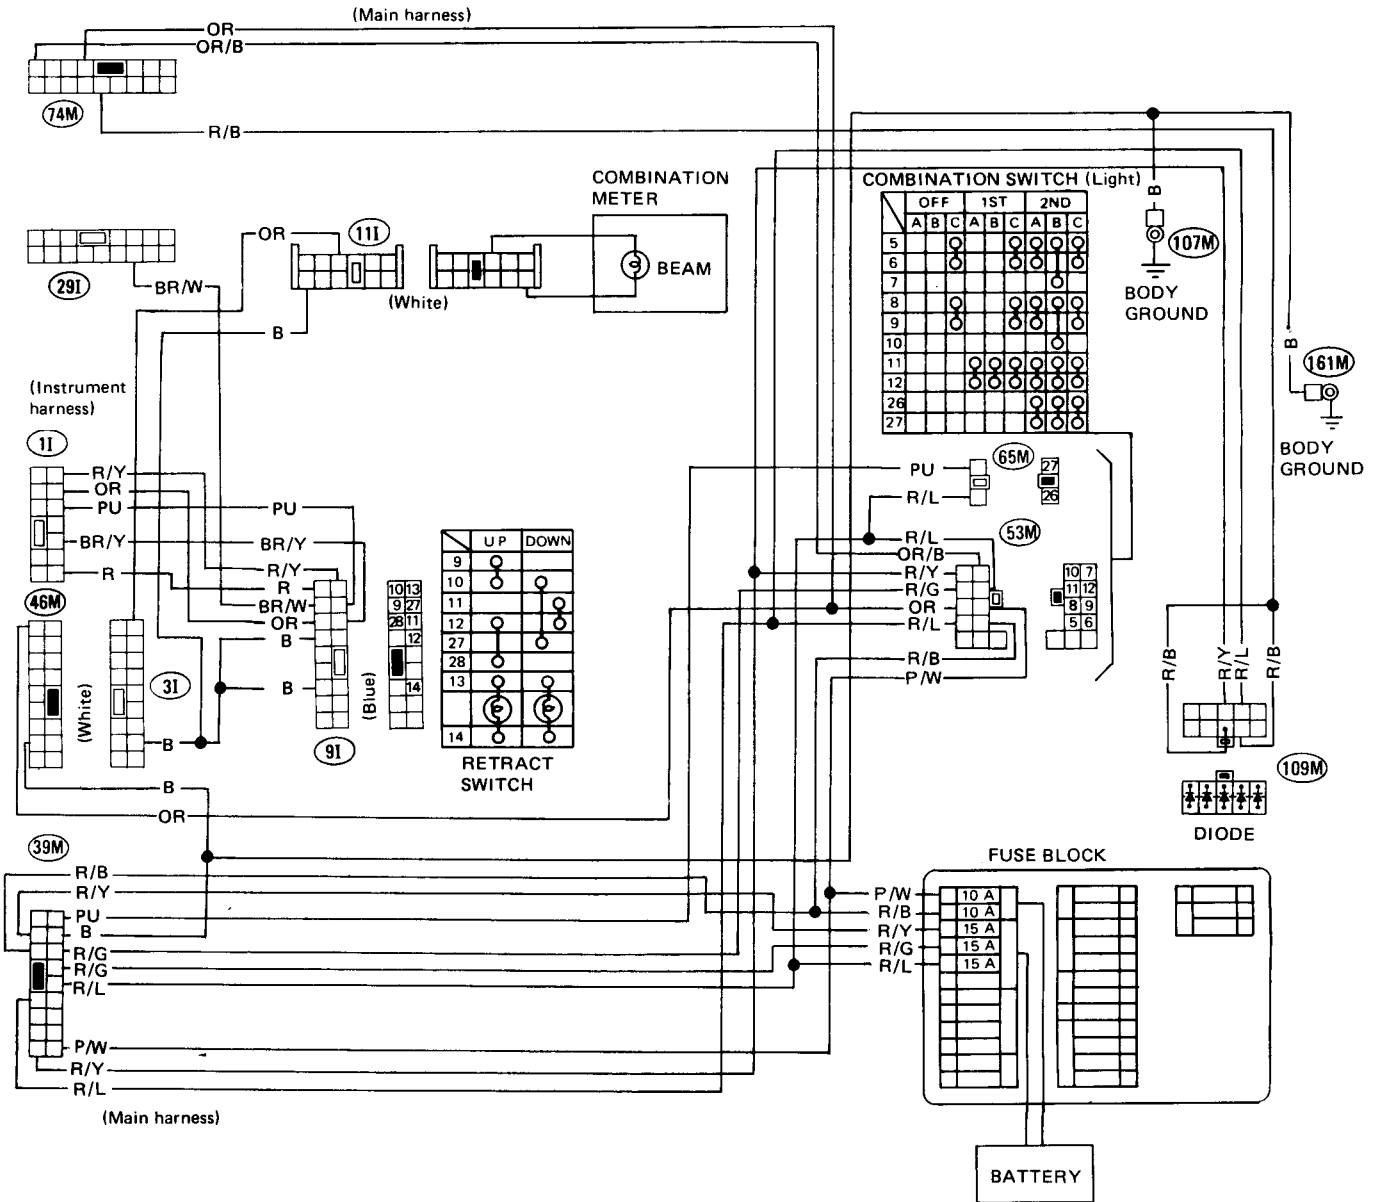 (Main harness)
OR
OR/B
74M
R/B
COMBINATION
METER
BEAM
COMBINATION SWITCH (Light)
OFF 1ST 2ND
A B C A B C A B C
5
6
7
8
9
10
11
12
26
27
B
107M
BODY
GROUND
B
161M
BODY
GROUND
29I
BR/W
OR
11I
(White)
B
(Instrument
harness)
1I
R/Y
OR
PU
PU
BR/Y
BR/Y
R/Y
R
R
BR/W
OR
B
B
46M
(White)
3I
B
B
OR
9I
(Blue)
10 13
9 27
28 11
12
14
UP DOWN
9
10
11
12
27
28
13
14
RETRACT
SWITCH
PU
R/L
65M
27
26
53M
R/L
OR/B
R/Y
R/G
OR
R/L
R/B
P/W
10 7
11 12
8 9
5 6
R/B
R/Y
R/L
R/B
109M
DIODE
39M
R/B
R/Y
PU
B
R/G
R/G
R/L
P/W
R/Y
R/L
(Main harness)
FUSE BLOCK
P/W 10 A
R/B 10 A
R/Y 15 A
R/G 15 A
R/L 15 A
BATTERY